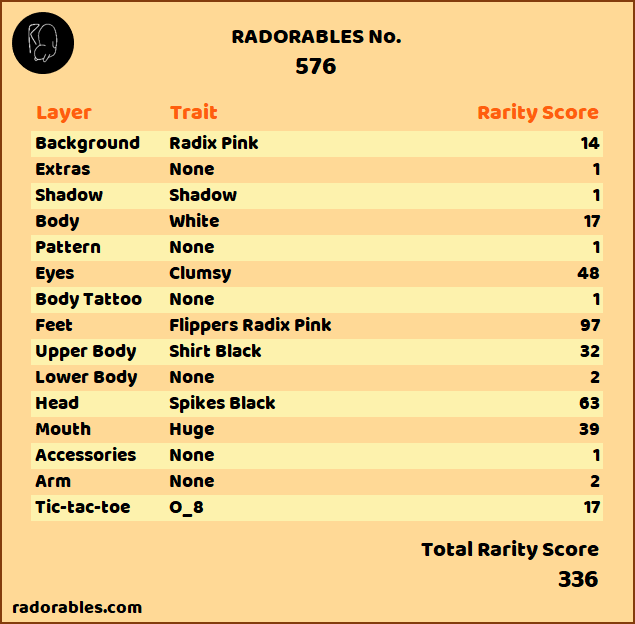 RADORABLES No.
576
Layer Trait Rarity Score
Background Radix Pink 14
Extras None 1
Shadow Shadow 1
Body White 17
Pattern None 1
Eyes Clumsy 48
Body Tattoo None 1
Feet Flippers Radix Pink 97
Upper Body Shirt Black 32
Lower Body None 2
Head Spikes Black 63
Mouth Huge 39
Accessories None 1
Arm None 2
Tic-tac-toe O_8 17
Total Rarity Score
336
radorables.com